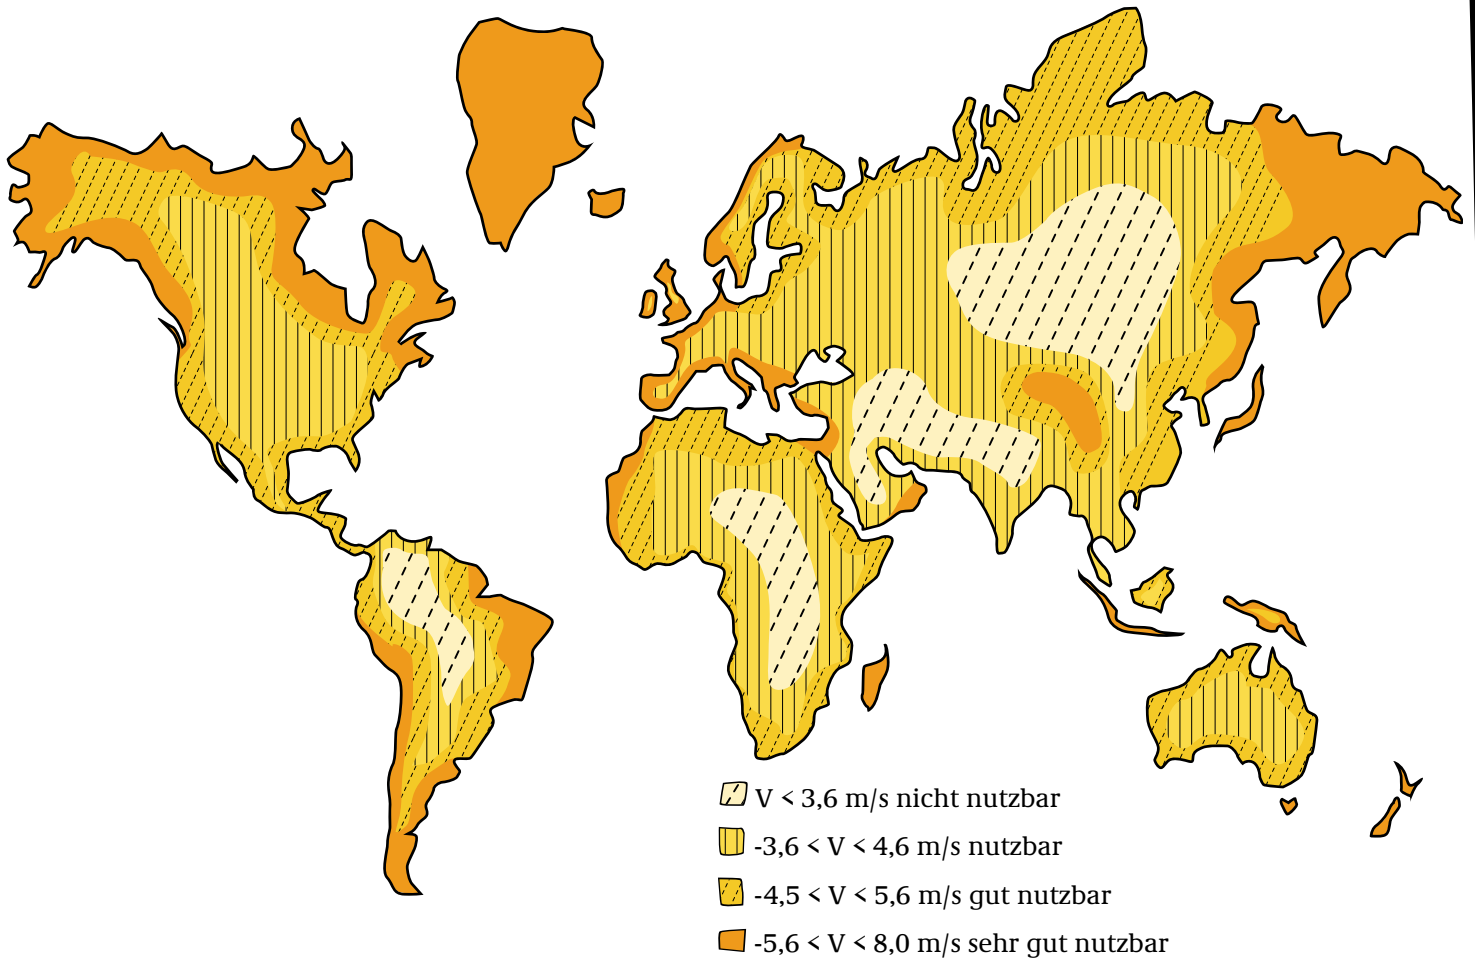 V < 3,6 m/s nicht nutzbar
-3,6 < V < 4,6 m/s nutzbar
-4,5 < V < 5,6 m/s gut nutzbar
-5,6 < V < 8,0 m/s sehr gut nutzbar